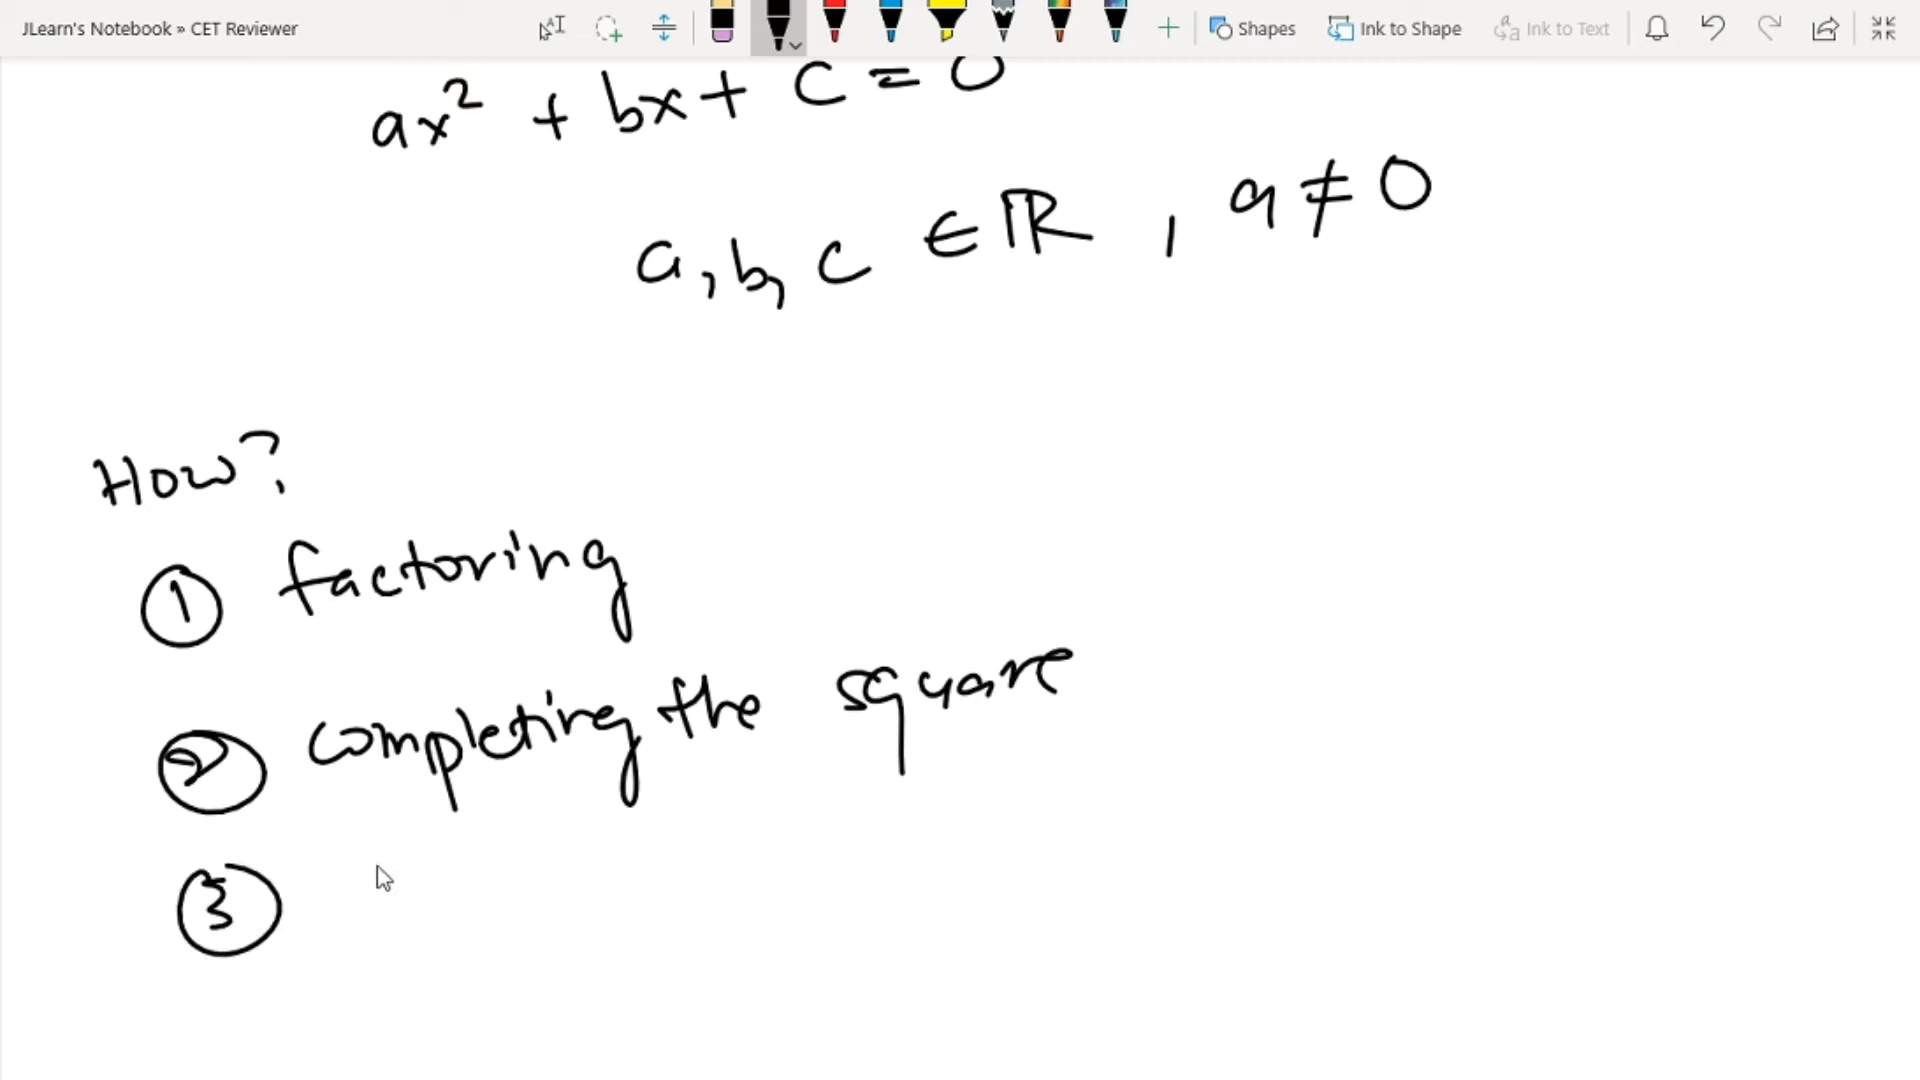 JLearn's Notebook » CET Reviewer
Shapes
Ink to Shape
Ink to Text
ax² + bx + c = 0
a, b, c ∈ ℝ , a ≠ 0
How?
① factoring
② completing the square
③